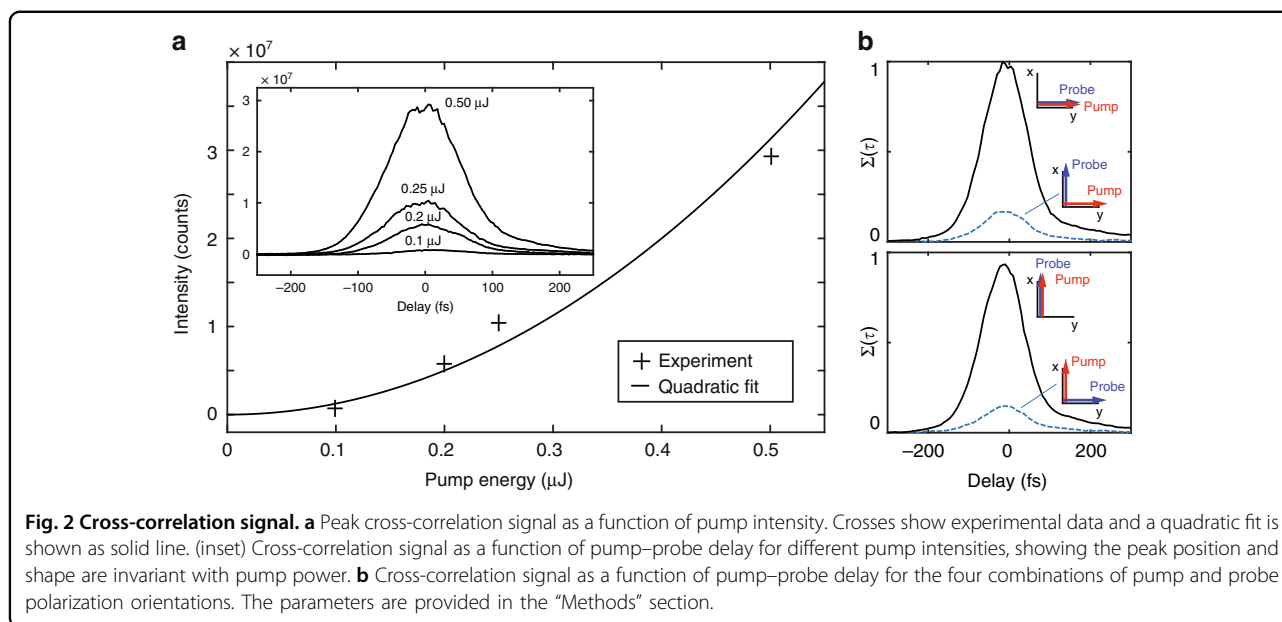 a
× 10⁷
Intensity (counts)
3
2
1
0
0
0.1
0.2
0.3
0.4
0.5
Pump energy (µJ)
Experiment
Quadratic fit
× 10⁷
3
2
1
0
0.50 µJ
0.25 µJ
0.2 µJ
0.1 µJ
−200
−100
0
100
200
Delay (fs)
b
1
Σ(τ)
0
x
Probe
Pump
y
x
Probe
Pump
y
1
Σ(τ)
0
Probe
x
Pump
y
x
Pump
Probe
y
−200
0
200
Delay (fs)
Fig. 2 Cross-correlation signal. a Peak cross-correlation signal as a function of pump intensity. Crosses show experimental data and a quadratic fit is
shown as solid line. (inset) Cross-correlation signal as a function of pump–probe delay for different pump intensities, showing the peak position and
shape are invariant with pump power. b Cross-correlation signal as a function of pump–probe delay for the four combinations of pump and probe
polarization orientations. The parameters are provided in the “Methods” section.